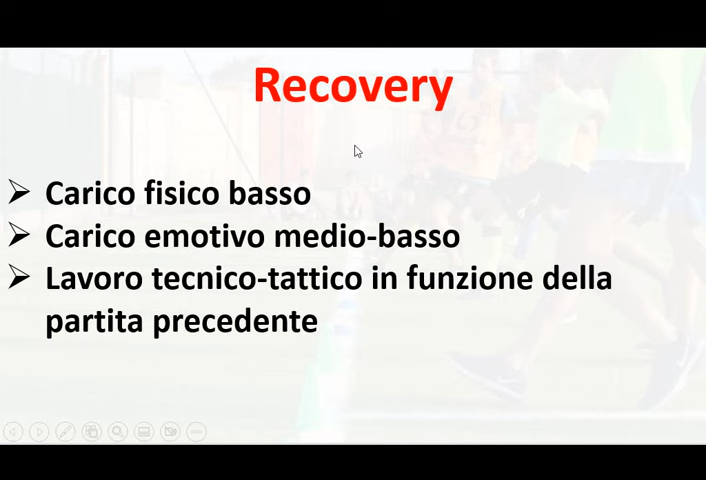 Recovery
Carico fisico basso
Carico emotivo medio-basso
Lavoro tecnico-tattico in funzione della
partita precedente